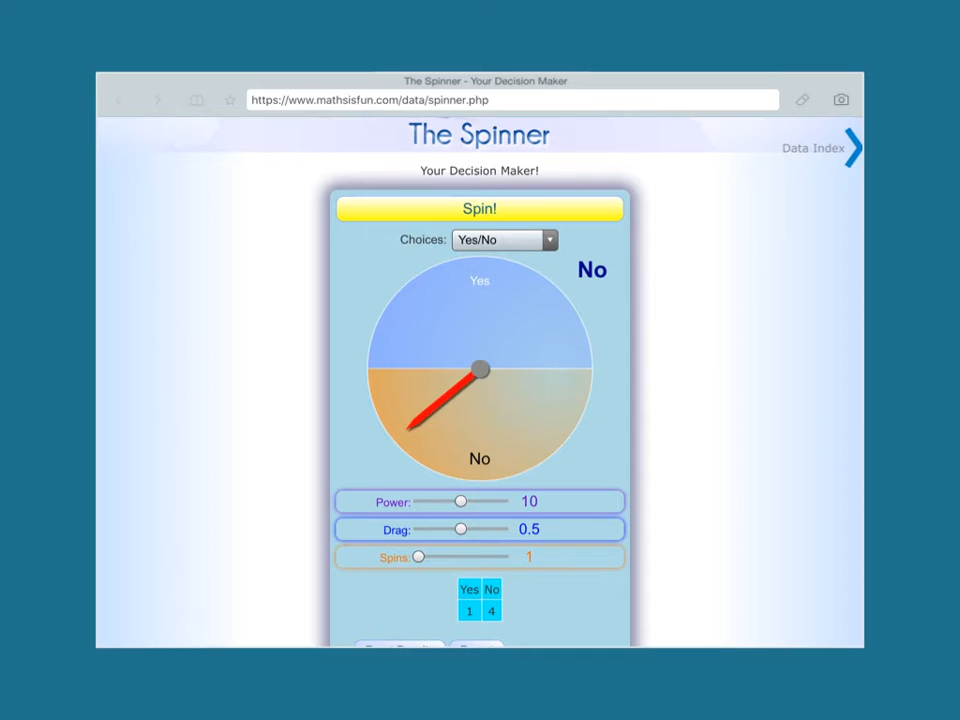 The Spinner - Your Decision Maker
https://www.mathsisfun.com/data/spinner.php
The Spinner
Data Index
Your Decision Maker!
Spin!
Choices: Yes/No
No
Yes
No
Power: 10
Drag: 0.5
Spins: 1
Yes No
1 4